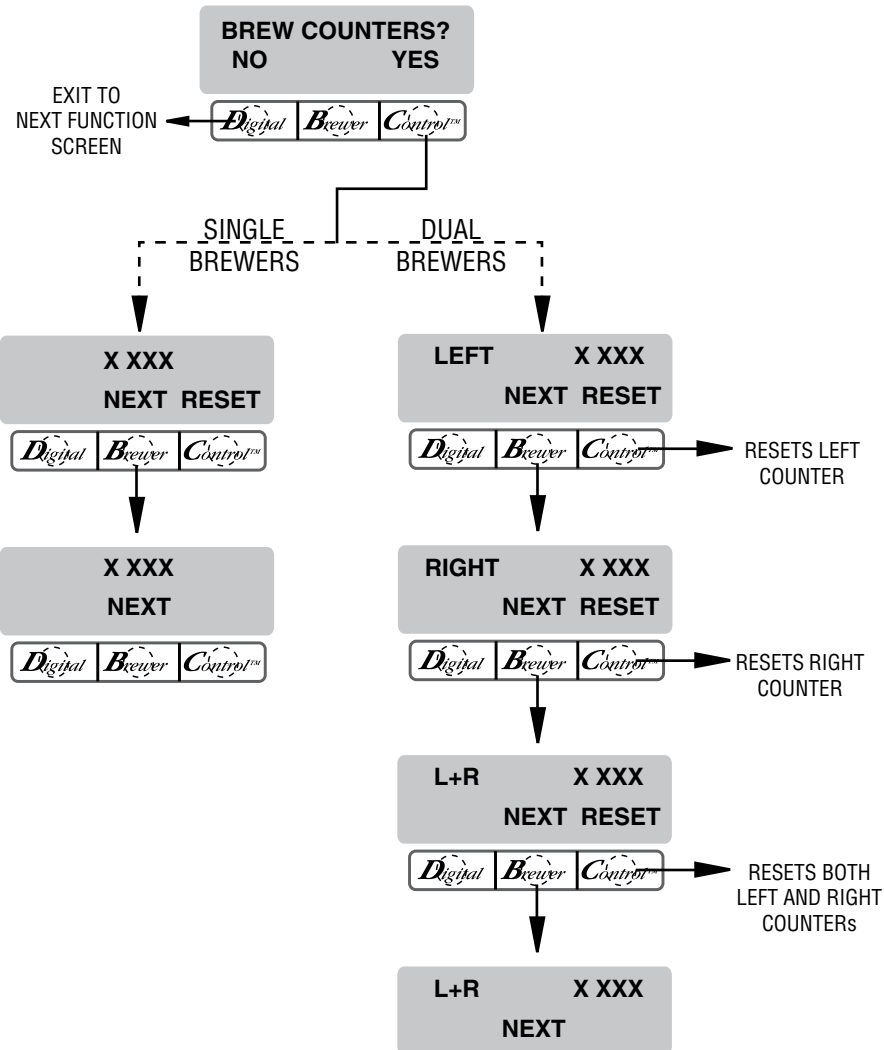 BREW COUNTERS?
NO YES
EXIT TO
NEXT FUNCTION
SCREEN
Digital Brewer Control™
SINGLE
BREWERS
DUAL
BREWERS
X XXX
NEXT RESET
Digital Brewer Control™
X XXX
NEXT
Digital Brewer Control™
LEFT X XXX
NEXT RESET
Digital Brewer Control™
RESETS LEFT
COUNTER
RIGHT X XXX
NEXT RESET
Digital Brewer Control™
RESETS RIGHT
COUNTER
L+R X XXX
NEXT RESET
Digital Brewer Control™
RESETS BOTH
LEFT AND RIGHT
COUNTERs
L+R X XXX
NEXT